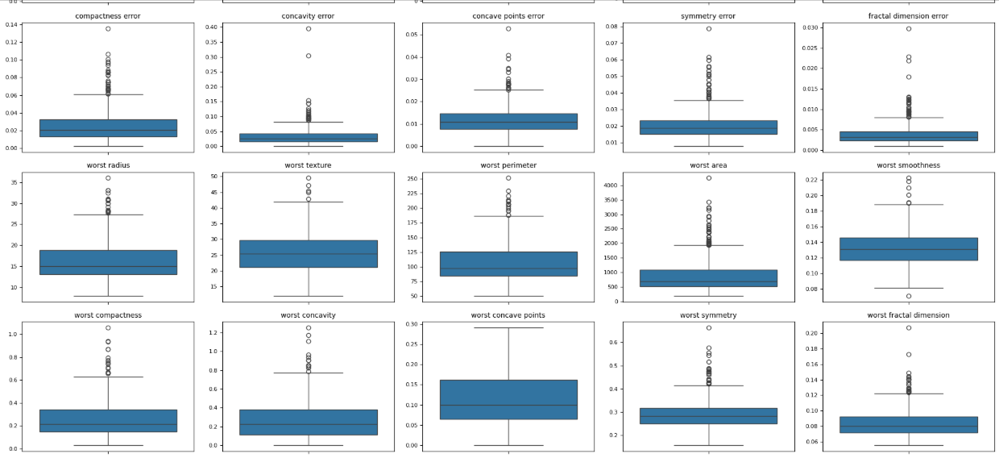 0.0 0
compactness error concavity error concave points error symmetry error fractal dimension error
0.14 0.12 0.10 0.08 0.06 0.04 0.02 0.00
0.40 0.35 0.30 0.25 0.20 0.15 0.10 0.05 0.00
0.05 0.04 0.03 0.02 0.01 0.00
0.08 0.07 0.06 0.05 0.04 0.03 0.02 0.01
0.030 0.025 0.020 0.015 0.010 0.005 0.000
worst radius worst texture worst perimeter worst area worst smoothness
35 30 25 20 15 10
50 45 40 35 30 25 20 15
250 225 200 175 150 125 100 75 50
4000 3500 3000 2500 2000 1500 1000 500 0
0.22 0.20 0.18 0.16 0.14 0.12 0.10 0.08
worst compactness worst concavity worst concave points worst symmetry worst fractal dimension
1.0 0.8 0.6 0.4 0.2 0.0
1.2 1.0 0.8 0.6 0.4 0.2 0.0
0.30 0.25 0.20 0.15 0.10 0.05 0.00
0.6 0.5 0.4 0.3 0.2
0.20 0.18 0.16 0.14 0.12 0.10 0.08 0.06